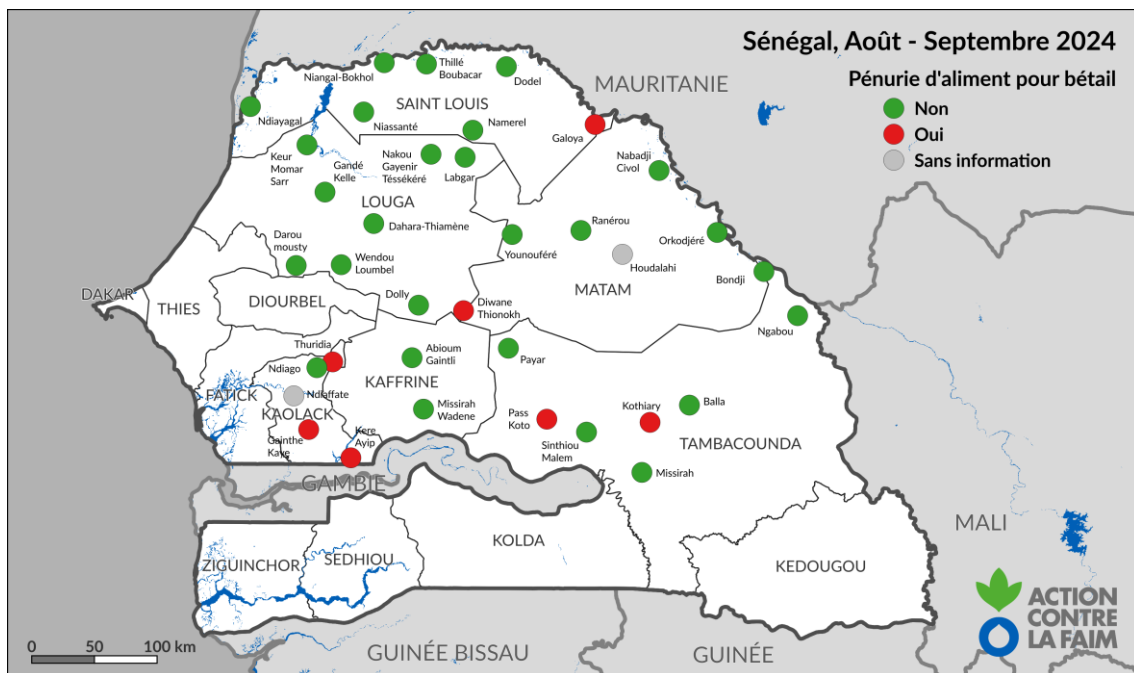 Sénégal, Août - Septembre 2024
Pénurie d'aliment pour bétail
Non
Oui
Sans information
MAURITANIE
Niangal-Bokhol
Thillé
Boubacar
Dodel
SAINT LOUIS
Ndiayagal
Niassanté
Namerel
Galoya
Keur
Momar
Sarr
Gandé
Kelle
Nakou
Gayenir
Téssékéré
Labgar
Nabadji
Civol
LOUGA
Dahara-Thiamène
Ranérou
Younouféré
Orkodjéré
Houdalahi
Darou
mousty
Wendou
Loumbel
Bondji
MATAM
DAKAR
THIES
DIOURBEL
Dolly
Diwane
Thionokh
Ngabou
Thuridia
Ndiago
Abioum
Gaintli
Payar
KAFFRINE
FATICK
Ndiaffate
KAOLACK
Missirah
Wadene
Pass
Koto
Kothiary
Balla
Gainthe
Kaye
Kere
Ayip
Sinthiou
Malem
TAMBACOUNDA
Missirah
GAMBIE
MALI
KOLDA
ZIGUINCHOR
SEDHIOU
KEDOUGOU
GUINÉE BISSAU
GUINÉE
0 50 100 km
ACTION
CONTRE
LA FAIM